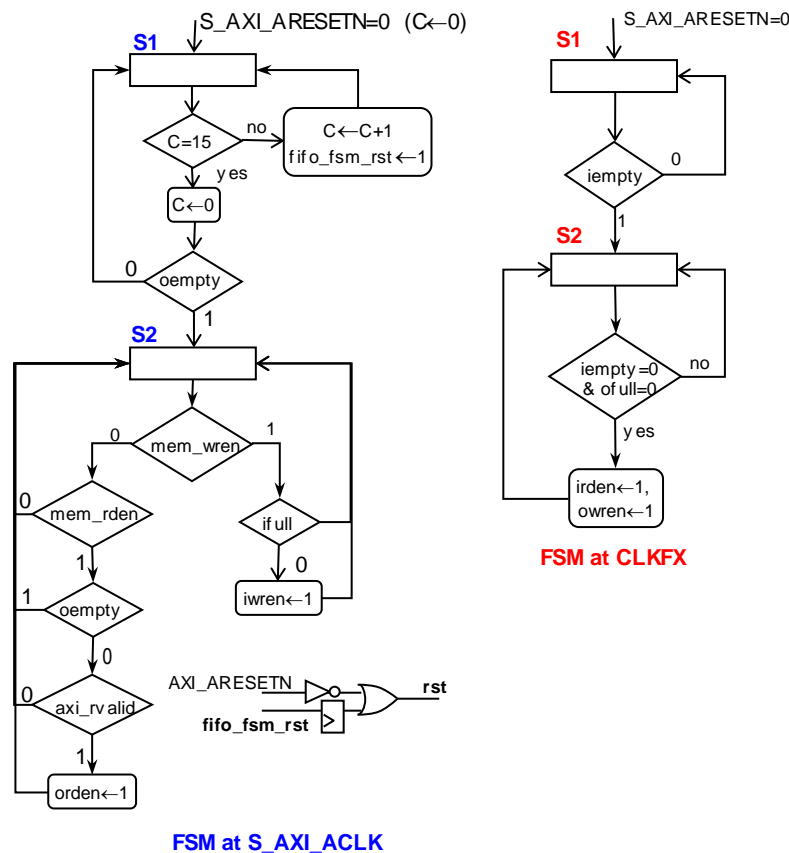 S_AXI_ARESETN=0 (C←0)
S1
C=15
no
C←C+1
fifo_fsm_rst←1
yes
C←0
oempty
0
1
S2
mem_wren
0
1
mem_rden
0
1
ifull
0
iwren←1
oempty
1
0
axi_rvalid
0
1
orden←1
AXI_ARESETN
fifo_fsm_rst
rst
FSM at S_AXI_ACLK
S_AXI_ARESETN=0
S1
iempty
0
1
S2
iempty=0
& ofull=0
no
yes
irden←1,
owren←1
FSM at CLKFX